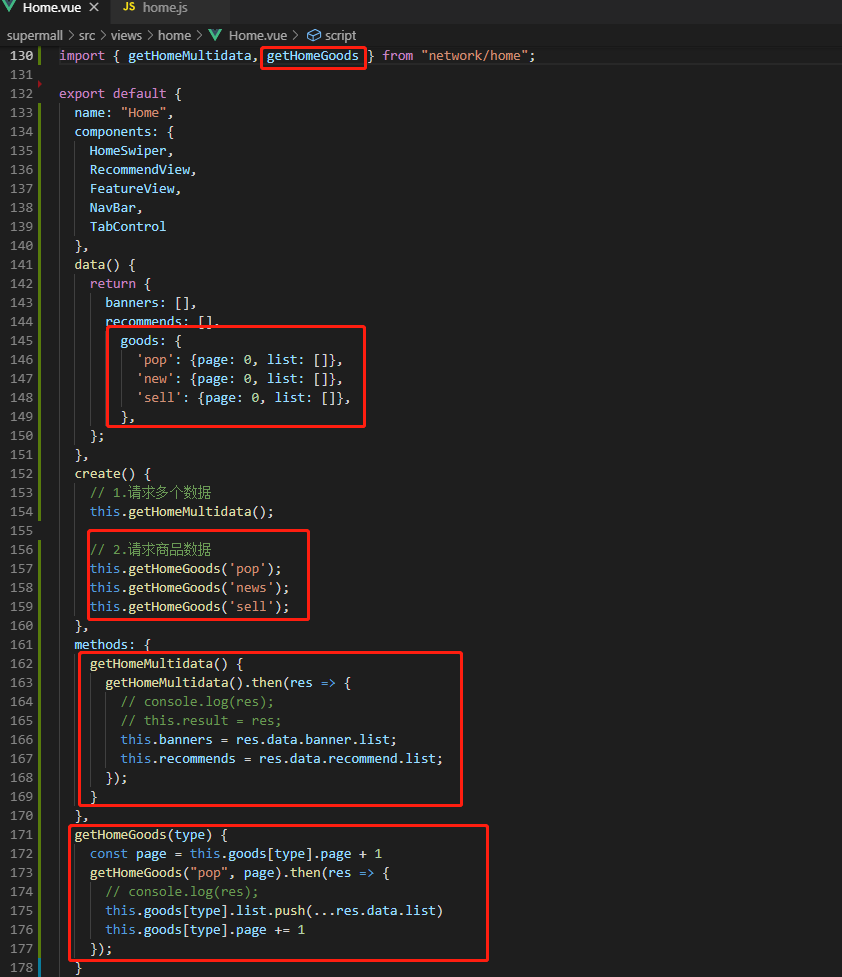 Home.vue × JS home.js
supermall > src > views > home > Home.vue > script
130 import { getHomeMultidata, getHomeGoods } from "network/home";
131
132 export default {
133 name: "Home",
134 components: {
135 HomeSwiper,
136 RecommendView,
137 FeatureView,
138 NavBar,
139 TabControl
140 },
141 data() {
142 return {
143 banners: [],
144 recommends: [],
145 goods: {
146 'pop': {page: 0, list: []},
147 'new': {page: 0, list: []},
148 'sell': {page: 0, list: []},
149 },
150 };
151 },
152 create() {
153 // 1.请求多个数据
154 this.getHomeMultidata();
155
156 // 2.请求商品数据
157 this.getHomeGoods('pop');
158 this.getHomeGoods('news');
159 this.getHomeGoods('sell');
160 },
161 methods: {
162 getHomeMultidata() {
163 getHomeMultidata().then(res => {
164 // console.log(res);
165 // this.result = res;
166 this.banners = res.data.banner.list;
167 this.recommends = res.data.recommend.list;
168 });
169 }
170 },
171 getHomeGoods(type) {
172 const page = this.goods[type].page + 1
173 getHomeGoods("pop", page).then(res => {
174 // console.log(res);
175 this.goods[type].list.push(...res.data.list)
176 this.goods[type].page += 1
177 });
178 }